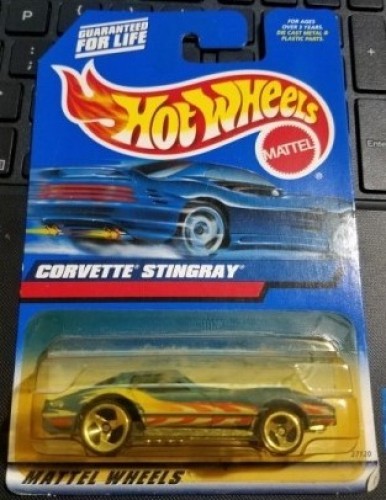 GUARANTEED
FOR LIFE
FOR AGES
OVER 3 YEARS.
DIE CAST METAL &
PLASTIC PARTS.
HOT WHEELS
MATTEL
®
CORVETTE STINGRAY
MATTEL WHEELS
Enter